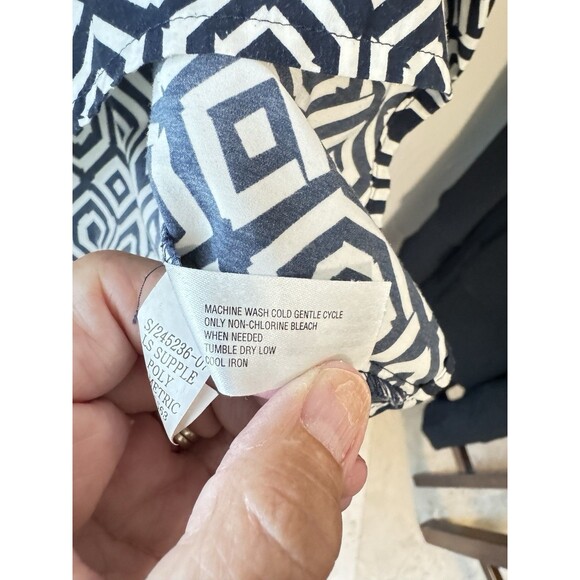 MACHINE WASH COLD GENTLE CYCLE
ONLY NON-CHLORINE BLEACH
WHEN NEEDED
TUMBLE DRY LOW
COOL IRON
S/245236-07
LS SUPPLE
POLY
METRIC